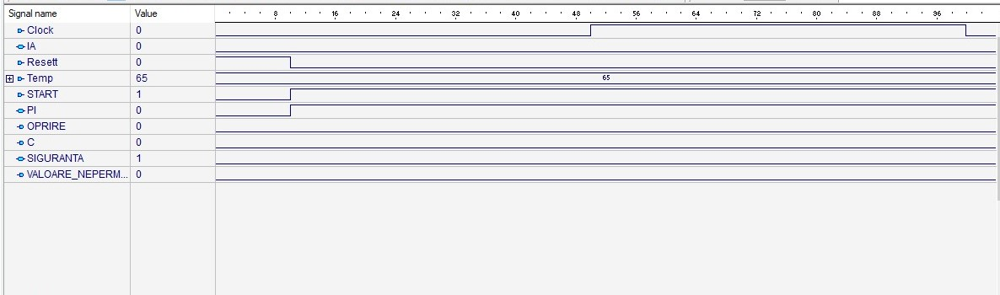 Signal name Value 8 16 24 32 40 48 56 64 72 80 88 96
Clock 0
IA 0
Resett 0
Temp 65 65
START 1
PI 0
OPRIRE 0
C 0
SIGURANTA 1
VALOARE_NEPERM... 0